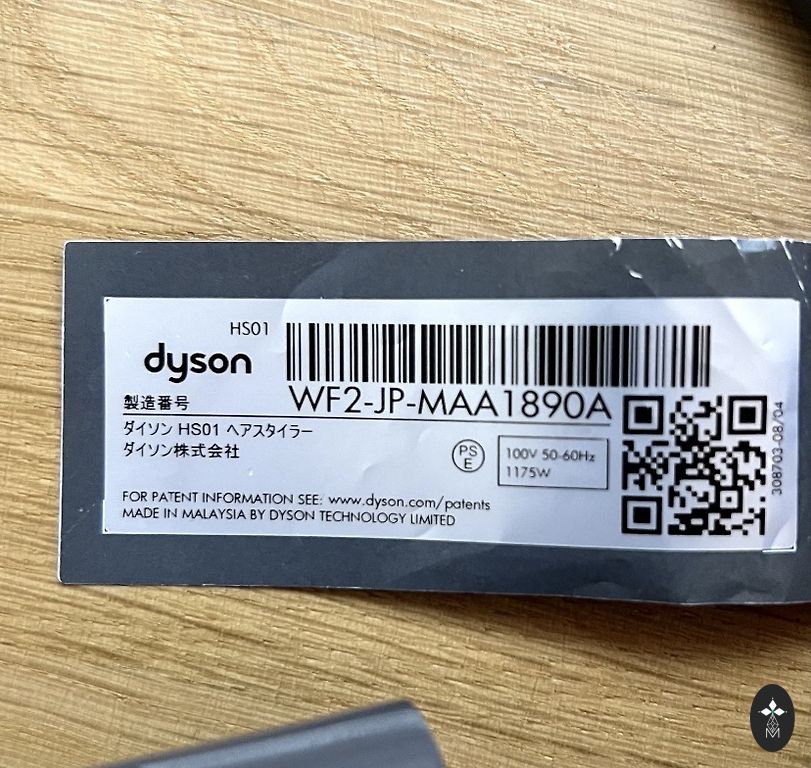 HS01
dyson
製造番号 WF2-JP-MAA1890A
ダイソン HS01 ヘアスタイラー
ダイソン株式会社
PS
E
100V 50-60Hz
1175W
FOR PATENT INFORMATION SEE: www.dyson.com/patents
MADE IN MALAYSIA BY DYSON TECHNOLOGY LIMITED
308703-08/04
M